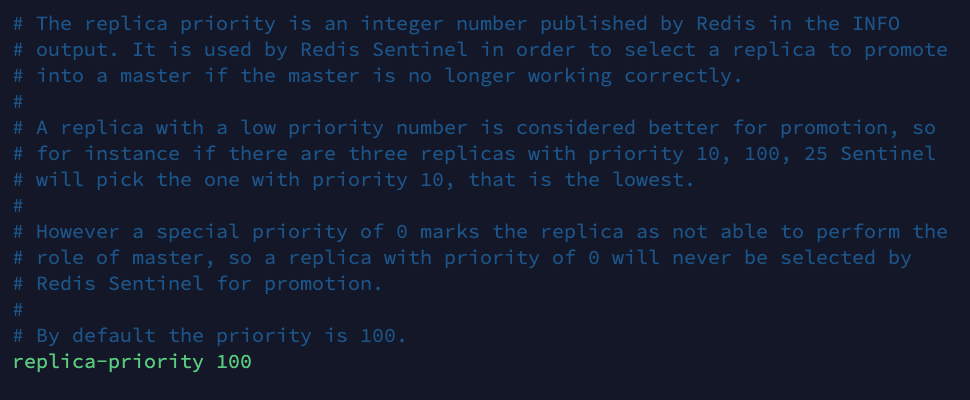 # The replica priority is an integer number published by Redis in the INFO
# output. It is used by Redis Sentinel in order to select a replica to promote
# into a master if the master is no longer working correctly.
#
# A replica with a low priority number is considered better for promotion, so
# for instance if there are three replicas with priority 10, 100, 25 Sentinel
# will pick the one with priority 10, that is the lowest.
#
# However a special priority of 0 marks the replica as not able to perform the
# role of master, so a replica with priority of 0 will never be selected by
# Redis Sentinel for promotion.
#
# By default the priority is 100.
replica-priority 100